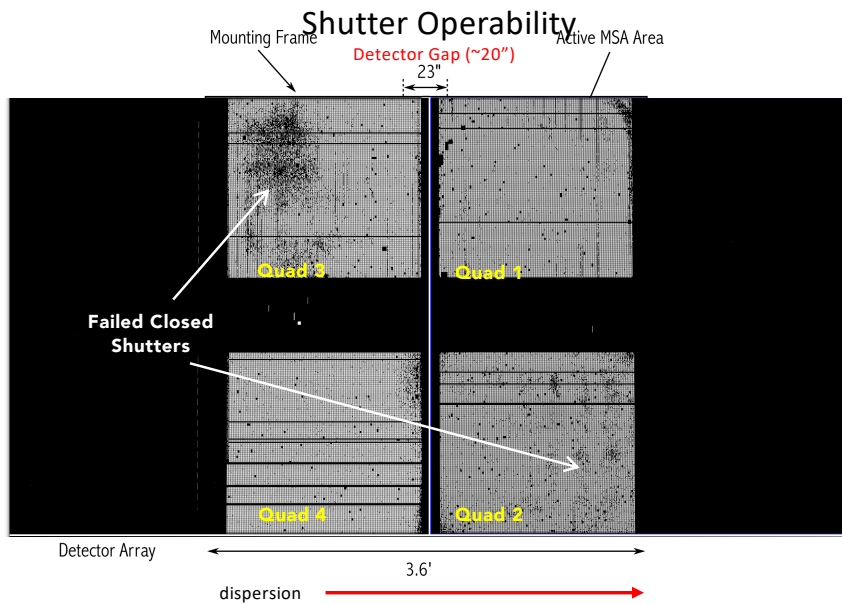 Shutter Operability
Mounting Frame
Active MSA Area
Detector Gap (~20”)
23"
Quad 3
Quad 1
Failed Closed
Shutters
Quad 4
Quad 2
Detector Array
3.6'
dispersion